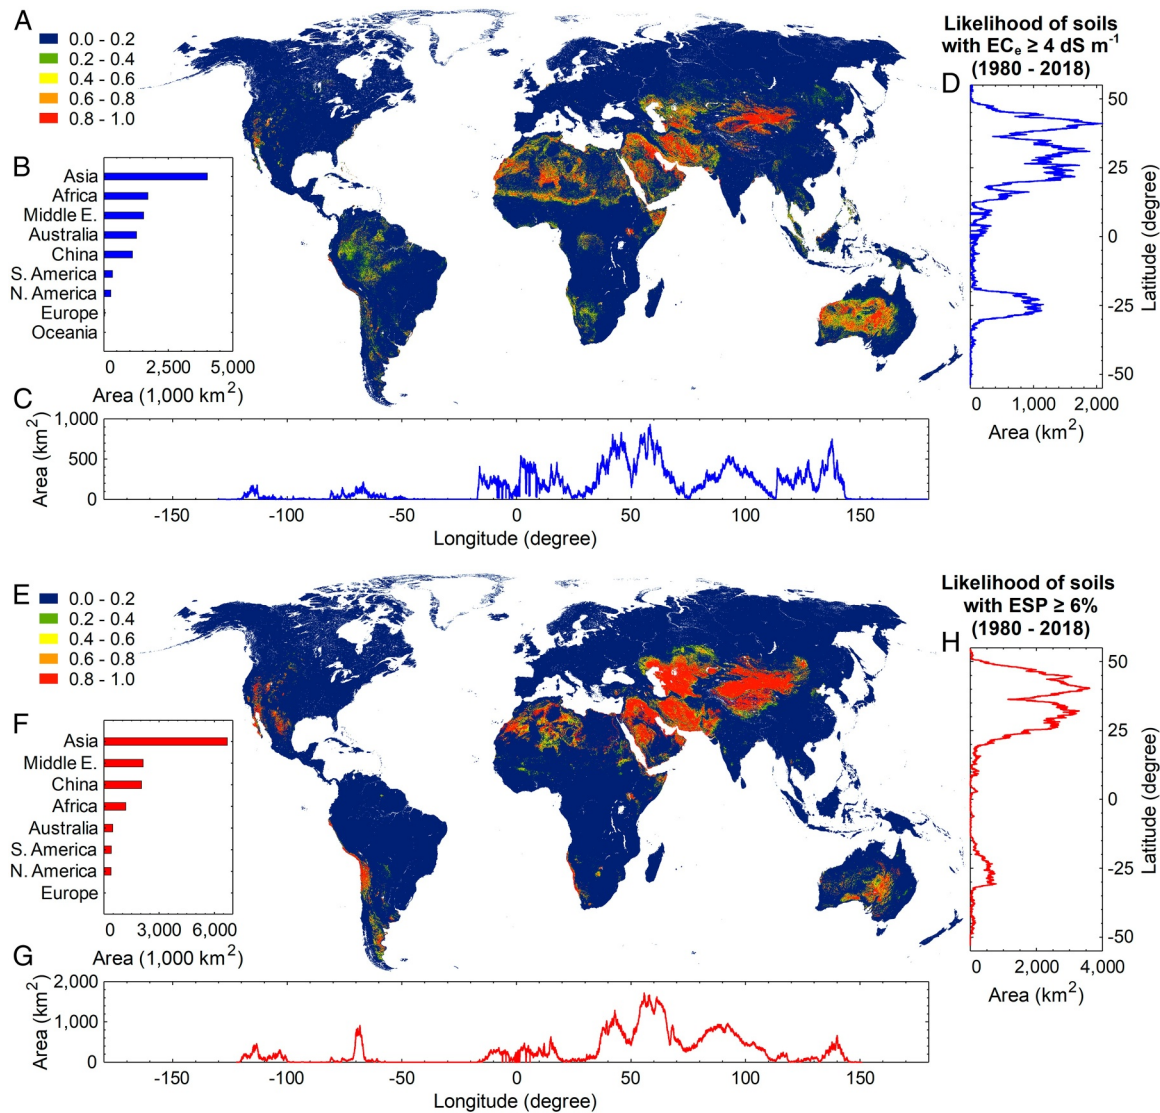 A
0.0 - 0.2
0.2 - 0.4
0.4 - 0.6
0.6 - 0.8
0.8 - 1.0
Likelihood of soils
with ECe ≥ 4 dS m-1
(1980 - 2018)
B
Asia
Africa
Middle E.
Australia
China
S. America
N. America
Europe
Oceania
0 2,500 5,000
Area (1,000 km2)
D
50
25
0
-25
-50
Latitude (degree)
0 1,000 2,000
Area (km2)
C
1,000
500
0
Area (km2)
-150 -100 -50 0 50 100 150
Longitude (degree)
E
0.0 - 0.2
0.2 - 0.4
0.4 - 0.6
0.6 - 0.8
0.8 - 1.0
Likelihood of soils
with ESP ≥ 6%
(1980 - 2018)
F
Asia
Middle E.
China
Africa
Australia
S. America
N. America
Europe
0 3,000 6,000
Area (1,000 km2)
H
50
25
0
-25
-50
Latitude (degree)
0 2,000 4,000
Area (km2)
G
2,000
1,000
0
Area (km2)
-150 -100 -50 0 50 100 150
Longitude (degree)